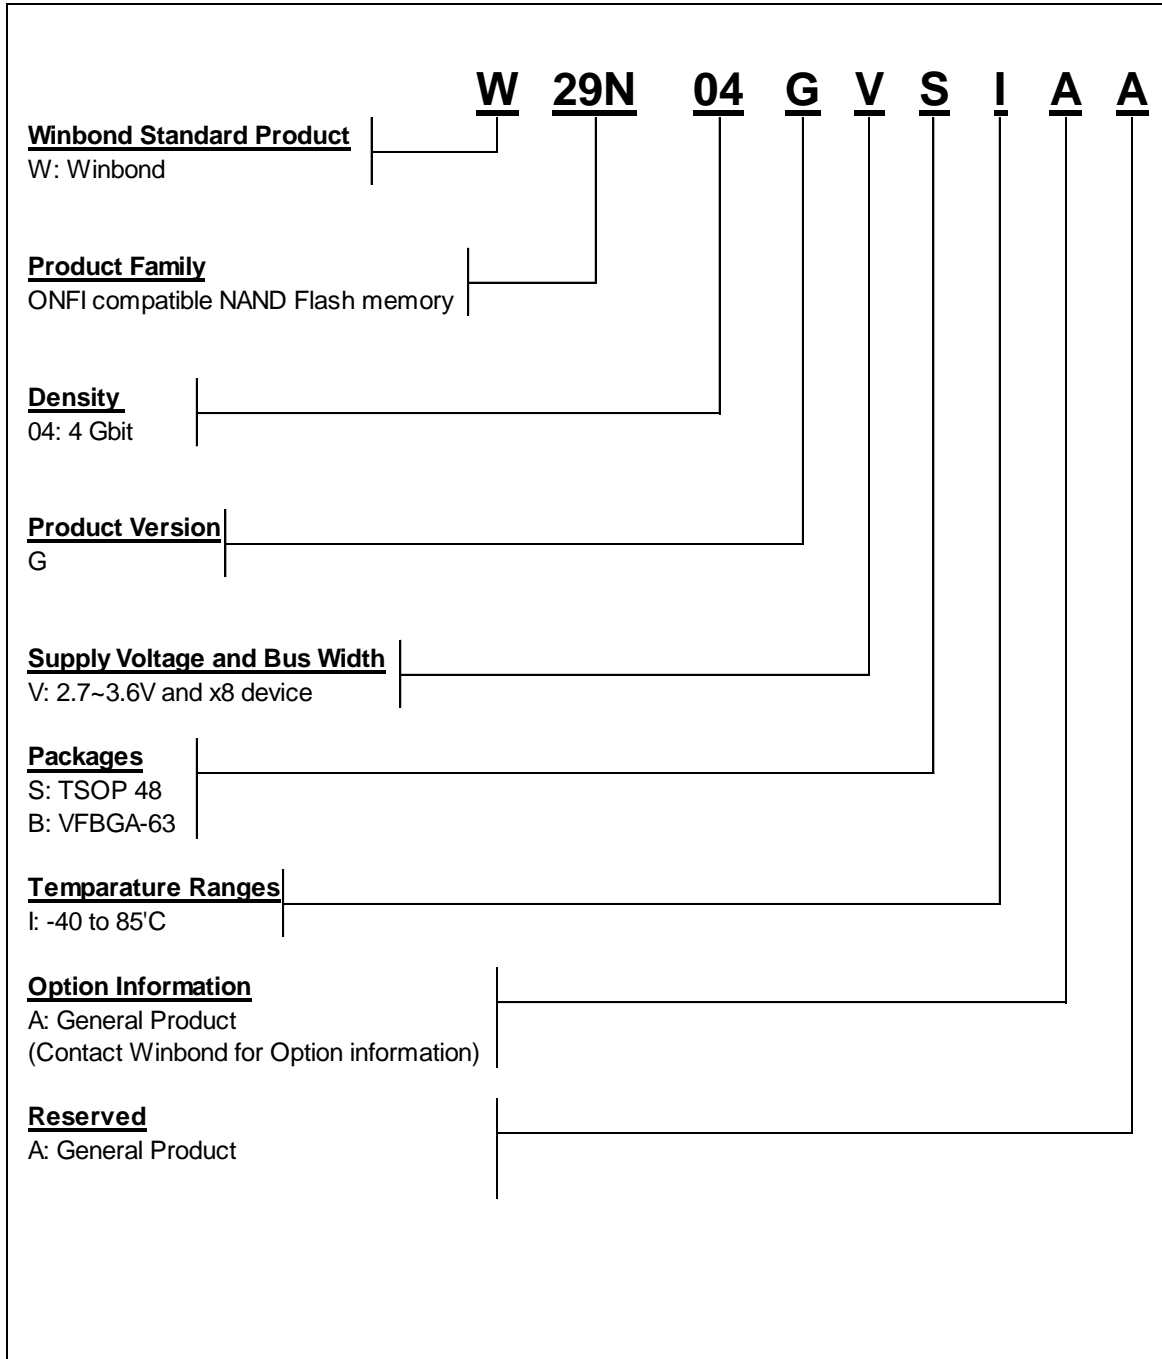 W 29N 04 G V S I A A
Winbond Standard Product
W: Winbond
Product Family
ONFI compatible NAND Flash memory
Density
04: 4 Gbit
Product Version
G
Supply Voltage and Bus Width
V: 2.7~3.6V and x8 device
Packages
S: TSOP 48
B: VFBGA-63
Temparature Ranges
I: -40 to 85'C
Option Information
A: General Product
(Contact Winbond for Option information)
Reserved
A: General Product